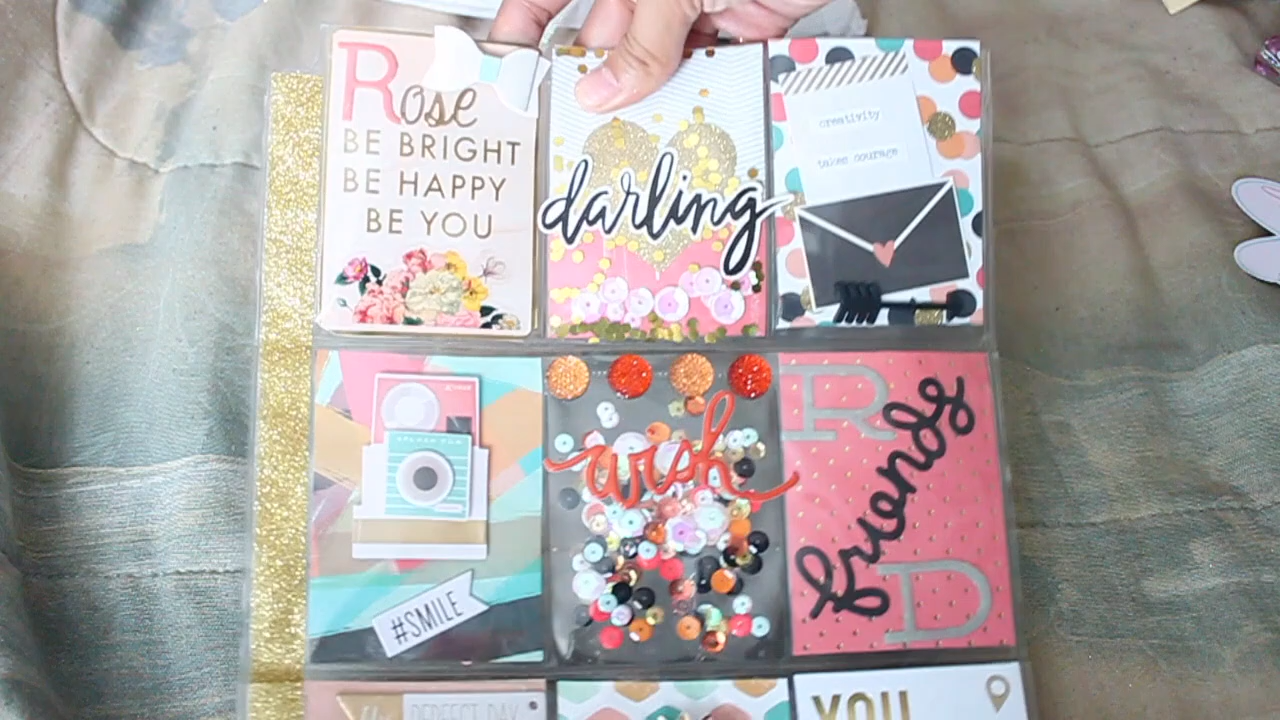 Rose
BE BRIGHT
BE HAPPY
BE YOU
darling
creativity
takes courage
#SMILE
wish
R
friends
D
PERFECT DAY
YOU